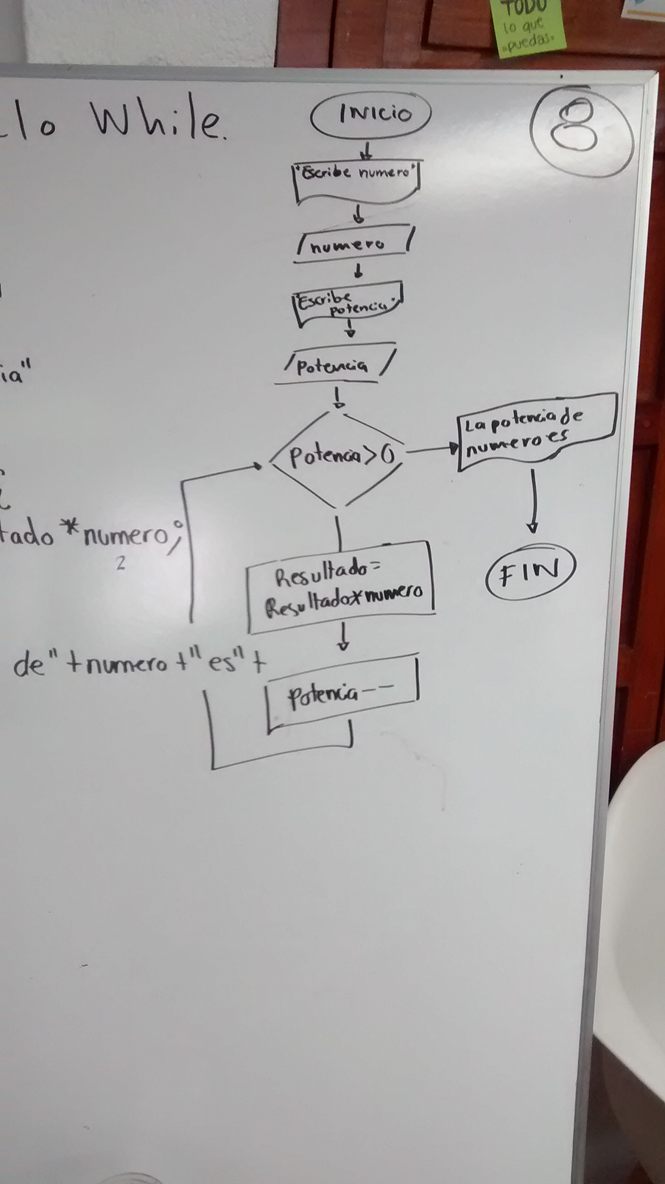 TODO
lo que
puedas.
lo While.
INICIO
8
"Escribe numero"
numero
"Escribe
potencia"
ia"
Potencia
La potencia de
numero es
Potencia>0
tado *numero;
2
Resultado=
Resultado*numero
FIN
de" +numero +" es" +
Potencia--